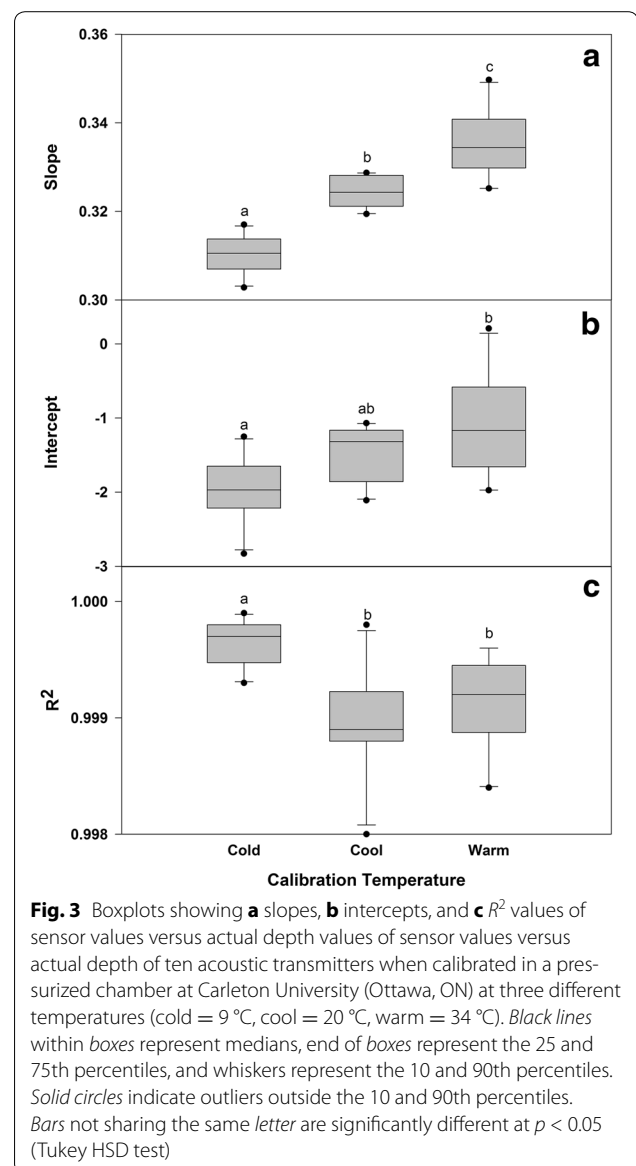 0.36
a
c
0.34
b
Slope
0.32
a
0.30
b
b
0
ab
-1
a
Intercept
-2
-3
c
1.000
a
b
b
R²
0.999
0.998
Cold Cool Warm
Calibration Temperature
Fig. 3 Boxplots showing a slopes, b intercepts, and c R² values of
sensor values versus actual depth values of sensor values versus
actual depth of ten acoustic transmitters when calibrated in a pres-
surized chamber at Carleton University (Ottawa, ON) at three different
temperatures (cold = 9 °C, cool = 20 °C, warm = 34 °C). Black lines
within boxes represent medians, end of boxes represent the 25 and
75th percentiles, and whiskers represent the 10 and 90th percentiles.
Solid circles indicate outliers outside the 10 and 90th percentiles.
Bars not sharing the same letter are significantly different at p < 0.05
(Tukey HSD test)